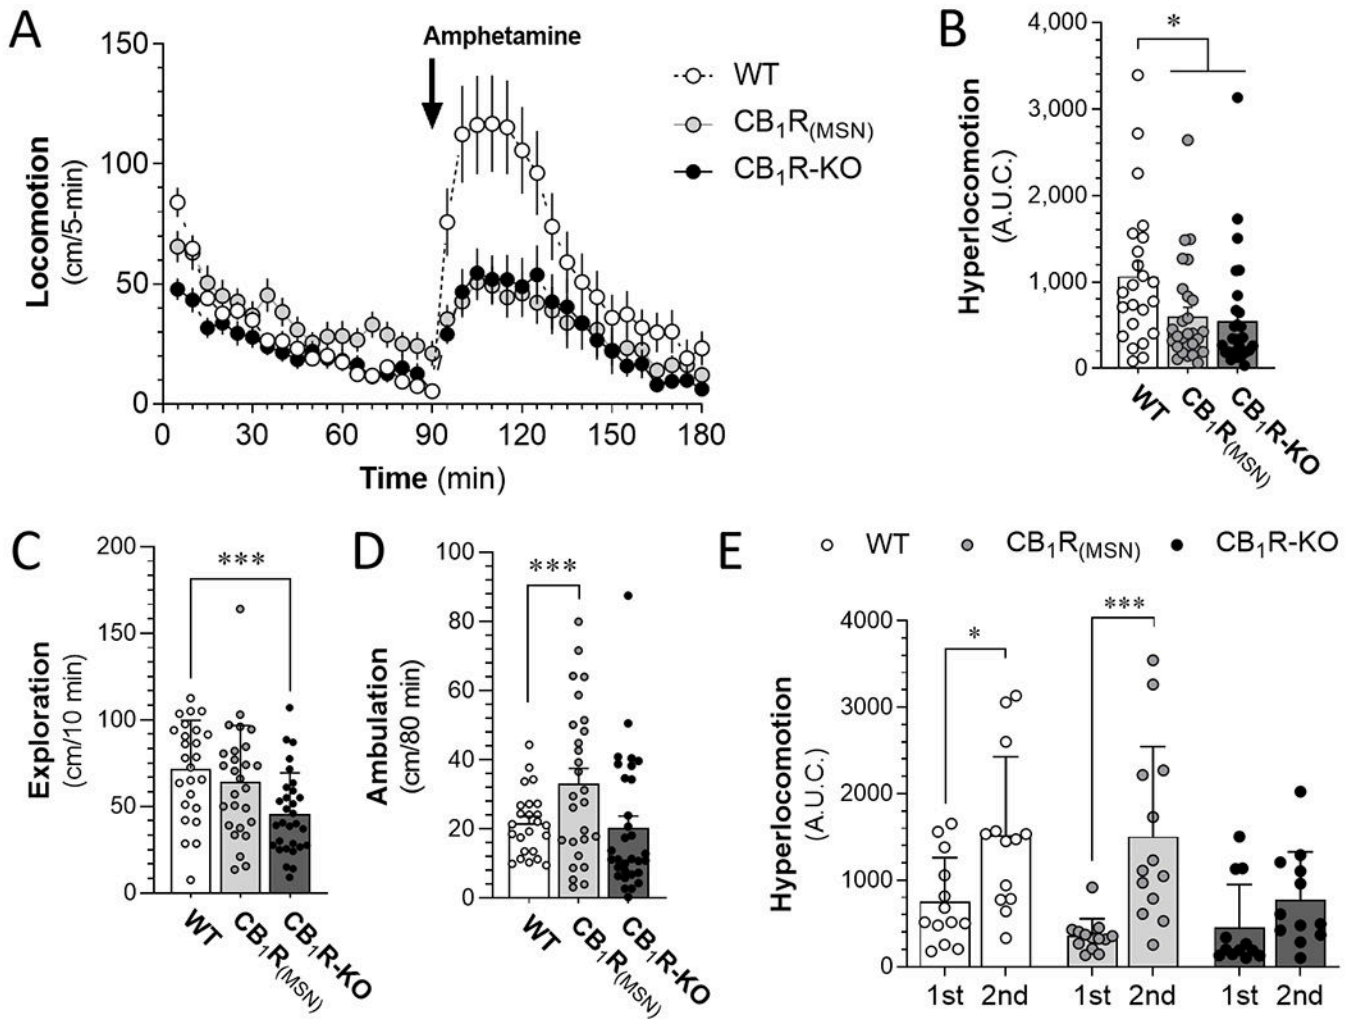 A
Amphetamine
150
100
50
0
Locomotion
(cm/5-min)
0 30 60 90 120 150 180
Time (min)
WT
CB₁R(MSN)
CB₁R-KO
B
4,000
3,000
2,000
1,000
0
Hyperlocomotion
(A.U.C.)
*
WT
CB₁R(MSN)
CB₁R-KO
C
200
150
100
50
0
Exploration
(cm/10 min)
***
WT
CB₁R(MSN)
CB₁R-KO
D
100
80
60
40
20
0
Ambulation
(cm/80 min)
***
WT
CB₁R(MSN)
CB₁R-KO
E
WT CB₁R(MSN) CB₁R-KO
4000
3000
2000
1000
0
Hyperlocomotion
(A.U.C.)
*
***
1st 2nd 1st 2nd 1st 2nd